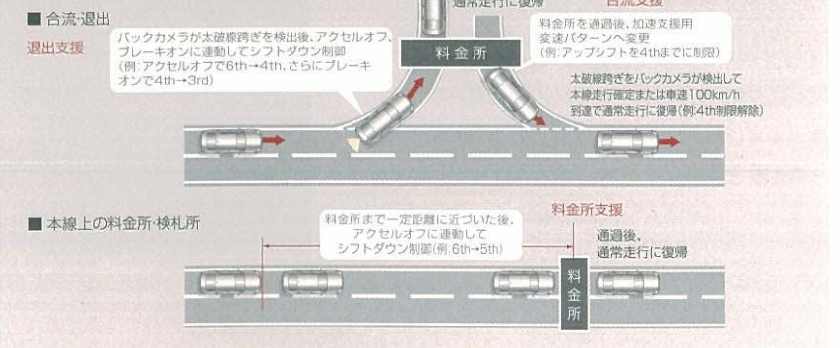 通常走行に復帰
合流支援
■ 合流・退出
退出支援
バックカメラが太破線跨ぎを検出後、アクセルオフ、
ブレーキオンに連動してシフトダウン制御
(例:アクセルオフで6th→4th、さらにブレーキ
オンで4th→3rd)
料金所
料金所を通過後、加速支援用
変速パターンへ変更
(例:アップシフトを4thまでに制限)
太破線跨ぎをバックカメラが検出して
本線走行確定または車速100km/h
到達で通常走行に復帰(例:4th制限解除)
■ 本線上の料金所・検札所
料金所まで一定距離に近づいた後、
アクセルオフに連動して
シフトダウン制御(例:6th→5th)
料金所支援
通過後、
通常走行に復帰
料
金
所